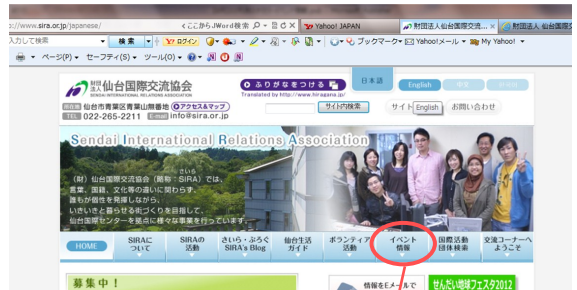 p://www.sira.or.jp/japanese/
<ここからJWord検索
Yahoo! JAPAN
財団法人仙台国際交流...
財団法人 仙台国際交
入力して検索
検索
ログイン
ブックマーク
Yahoo!メール
My Yahoo!
ページ(P)
セーフティ(S)
ツール(O)
財団法人 仙台国際交流協会
SENDAI INTERNATIONAL RELATIONS ASSOCIATION
ふりがなをつける
Translated by http://www.hiragana.jp/
日本語
English
中文
所在地 仙台市青葉区青葉山無番地 アクセス&マップ
TEL 022-265-2211 E-mail info@sira.or.jp
サイト内検索
サイト
English
お問い合わせ
Sendai International Relations Association
さいら
(財) 仙台国際交流協会 (略称:SIRA) では、
言葉、国籍、文化等の違いに関わらず、
誰もが個性を発揮しながら、
いきいきと暮らせる街づくりを目指して、
仙台国際センターを拠点に様々な事業を行っています。
HOME
SIRAに
ついて
SIRAの
活動
さいら・ぶろぐ
SIRA's Blog
仙台生活
ガイド
ボランティア
活動
イベント
情報
国際活動
団体検索
交流コーナーへ
ようこそ
募集中!
情報をEメールで
せんだい地球フェスタ2012